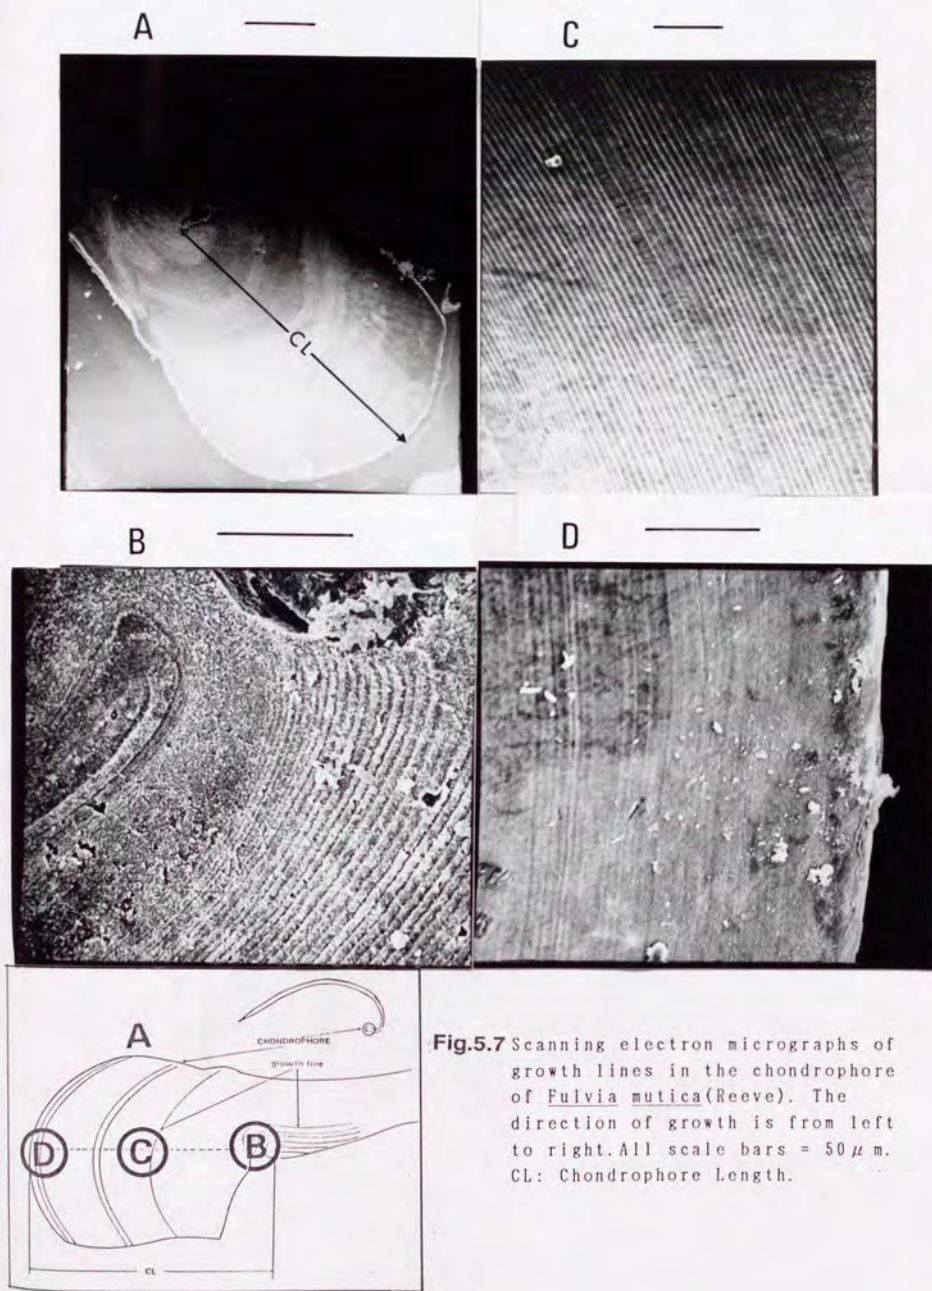 A
C
CL
B
D
A
CHONDROPHORE
growth line
D
C
B
CL
Fig.5.7 Scanning electron micrographs of
growth lines in the chondrophore
of Fulvia mutica(Reeve). The
direction of growth is from left
to right.All scale bars = 50μm.
CL: Chondrophore Length.